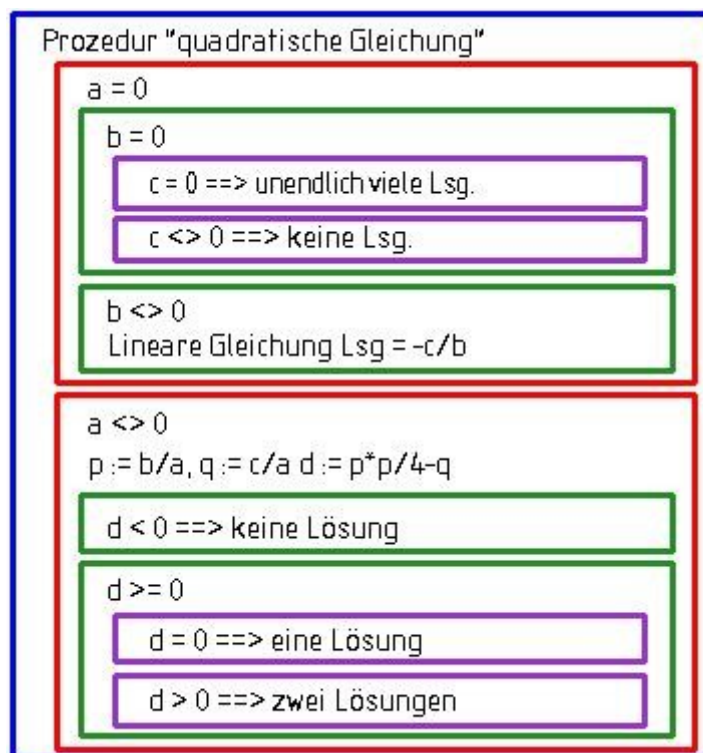 Prozedur "quadratische Gleichung"
a = 0
b = 0
c = 0 ==> unendlich viele Lsg.
c <> 0 ==> keine Lsg.
b <> 0
Lineare Gleichung Lsg = -c/b
a <> 0
p := b/a, q := c/a d := p*p/4-q
d < 0 ==> keine Lösung
d >= 0
d = 0 ==> eine Lösung
d > 0 ==> zwei Lösungen